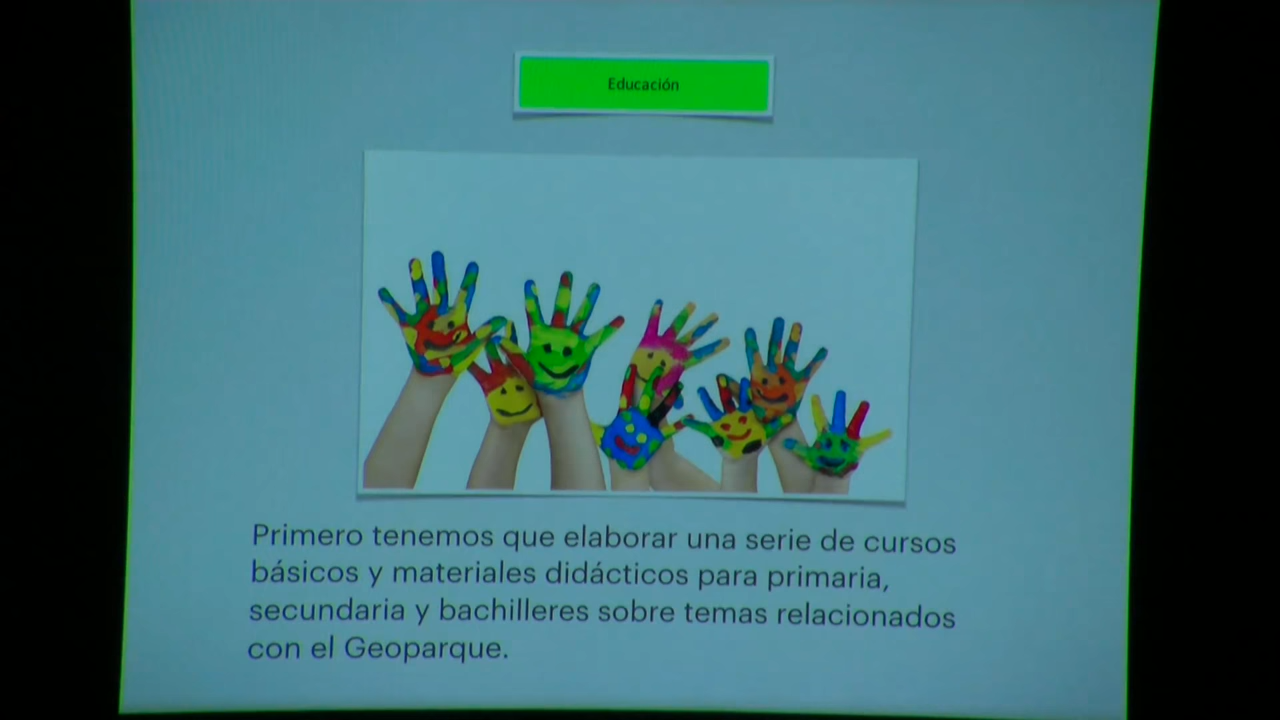 Educación
Primero tenemos que elaborar una serie de cursos
básicos y materiales didácticos para primaria,
secundaria y bachilleres sobre temas relacionados
con el Geoparque.